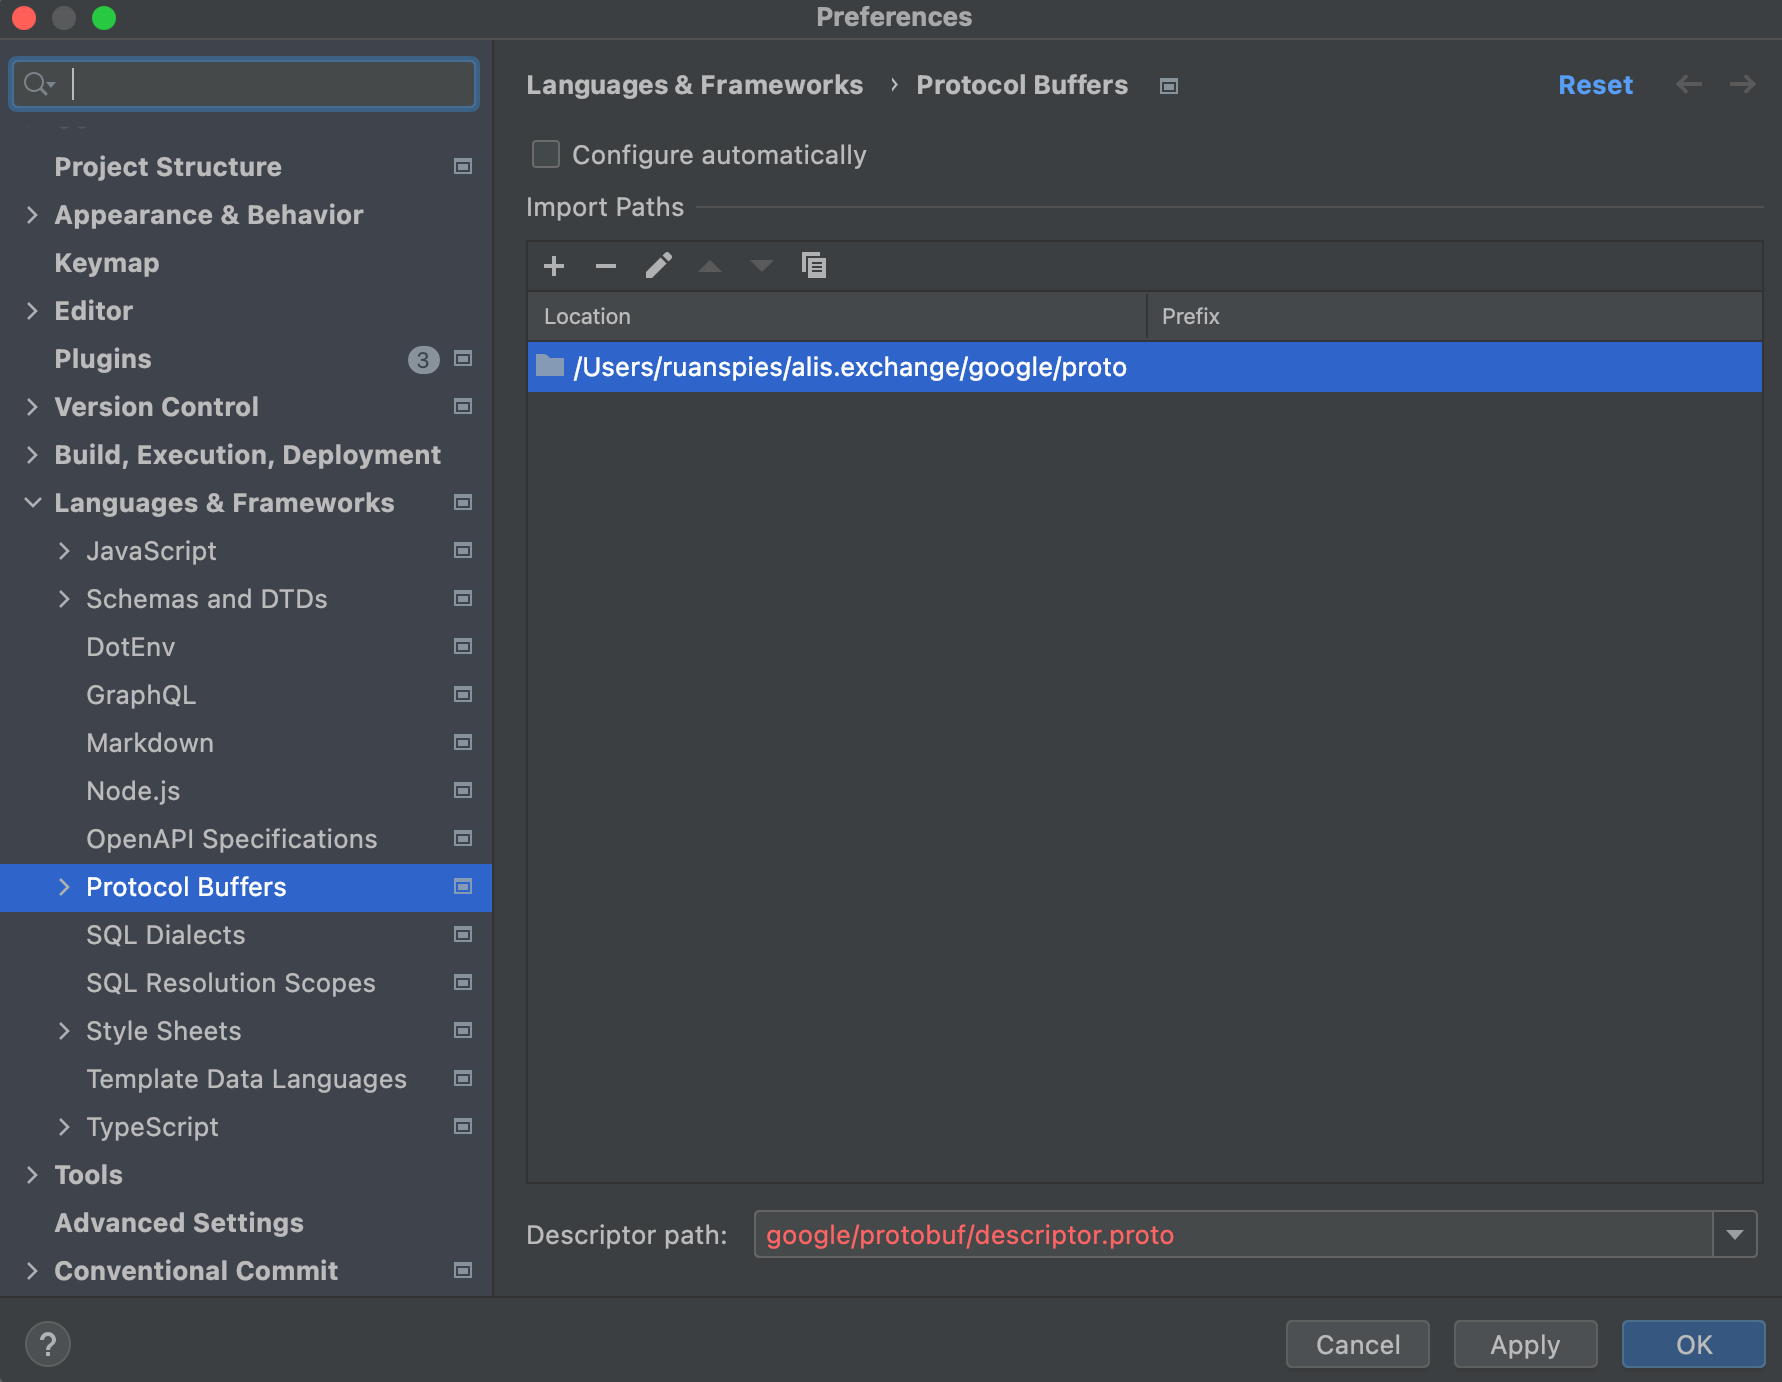 Preferences
Project Structure
Appearance & Behavior
Keymap
Editor
Plugins 3
Version Control
Build, Execution, Deployment
Languages & Frameworks
JavaScript
Schemas and DTDs
DotEnv
GraphQL
Markdown
Node.js
OpenAPI Specifications
Protocol Buffers
SQL Dialects
SQL Resolution Scopes
Style Sheets
Template Data Languages
TypeScript
Tools
Advanced Settings
Conventional Commit
Languages & Frameworks › Protocol Buffers
Reset
Configure automatically
Import Paths
Location Prefix
/Users/ruanspies/alis.exchange/google/proto
Descriptor path: google/protobuf/descriptor.proto
?
Cancel Apply OK